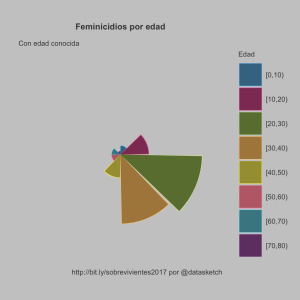 Feminicidios por edad
Con edad conocida
Edad
[0,10)
[10,20)
[20,30)
[30,40)
[40,50)
[50,60)
[60,70)
[70,80)
http://bit.ly/sobrevivientes2017 por @datasketch